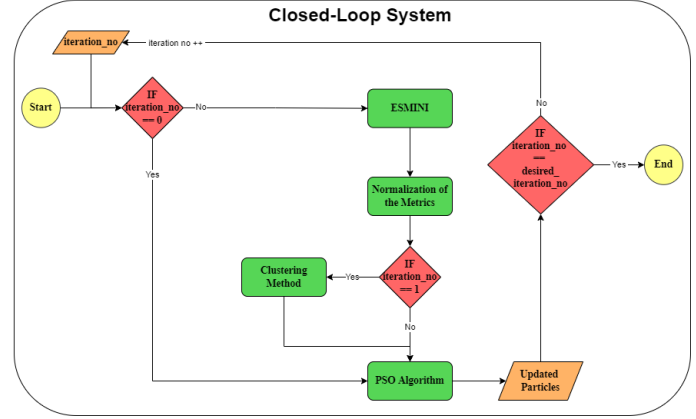 Closed-Loop System
iteration_no
iteration no ++
Start
IF
iteration_no
== 0
No
ESMINI
No
IF
iteration_no
==
desired_
iteration_no
Yes
End
Yes
Normalization of
the Metrics
Clustering
Method
Yes
IF
iteration_no
== 1
No
PSO Algorithm
Updated
Particles